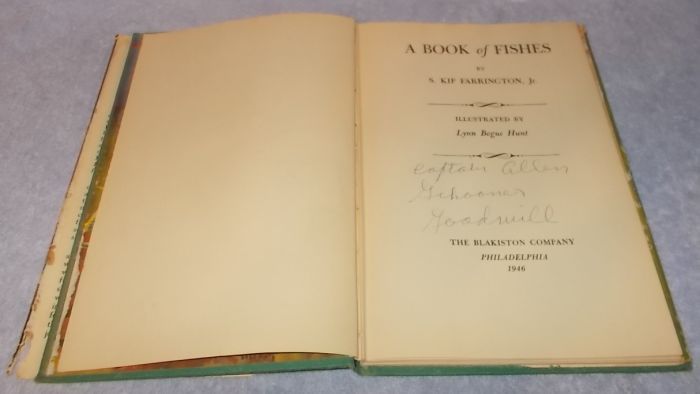 A BOOK of FISHES
BY
S. KIP FARRINGTON, Jr.
ILLUSTRATED BY
Lynn Bogue Hunt
Captain Allen
Schooner
Goodwill
THE BLAKISTON COMPANY
PHILADELPHIA
1946